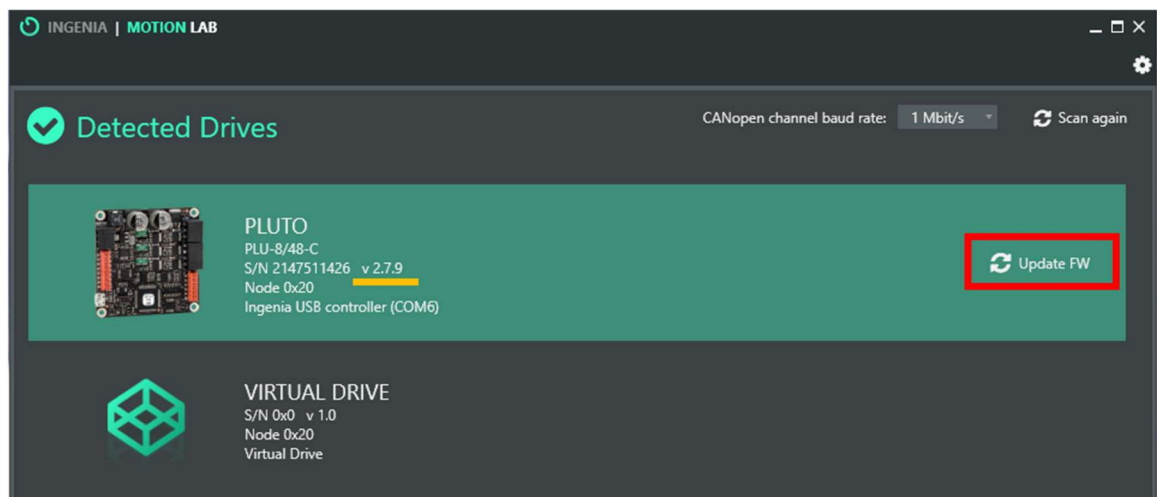 INGENIA | MOTION LAB
Detected Drives
CANopen channel baud rate: 1 Mbit/s Scan again
PLUTO
PLU-8/48-C
S/N 2147511426 v 2.7.9
Node 0x20
Ingenia USB controller (COM6)
Update FW
VIRTUAL DRIVE
S/N 0x0 v 1.0
Node 0x20
Virtual Drive